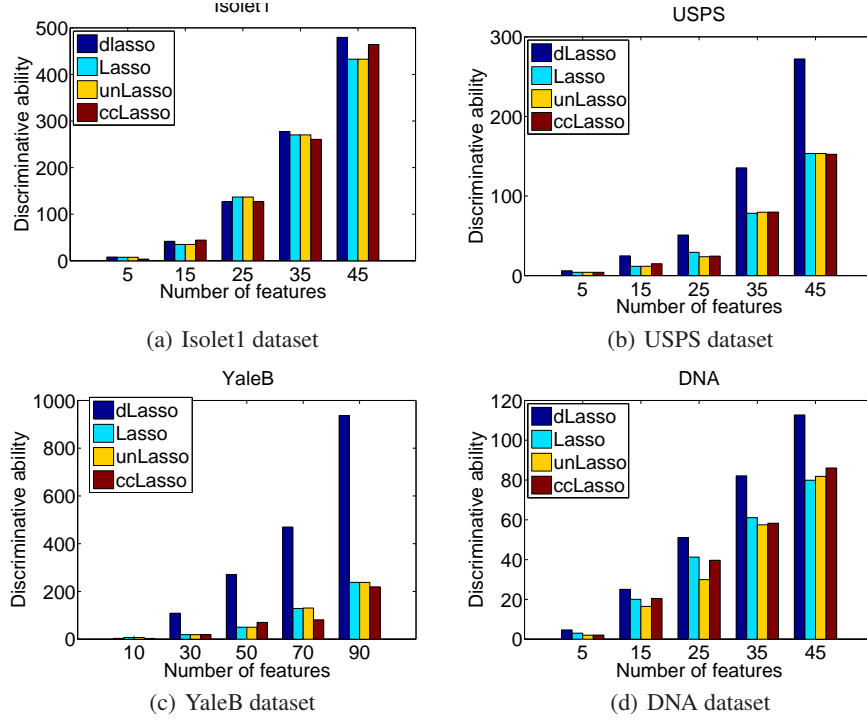 Isolet1
500
400
300
200
100
0
Discriminative ability
dlasso
Lasso
unLasso
ccLasso
5 15 25 35 45
Number of features
(a) Isolet1 dataset
USPS
300
200
100
0
Discriminative ability
dLasso
Lasso
unLasso
ccLasso
5 15 25 35 45
Number of features
(b) USPS dataset
YaleB
1000
800
600
400
200
0
Discriminative ability
dLasso
Lasso
unLasso
ccLasso
10 30 50 70 90
Number of features
(c) YaleB dataset
DNA
120
100
80
60
40
20
0
Discriminative ability
dLasso
Lasso
unLasso
ccLasso
5 15 25 35 45
Number of features
(d) DNA dataset